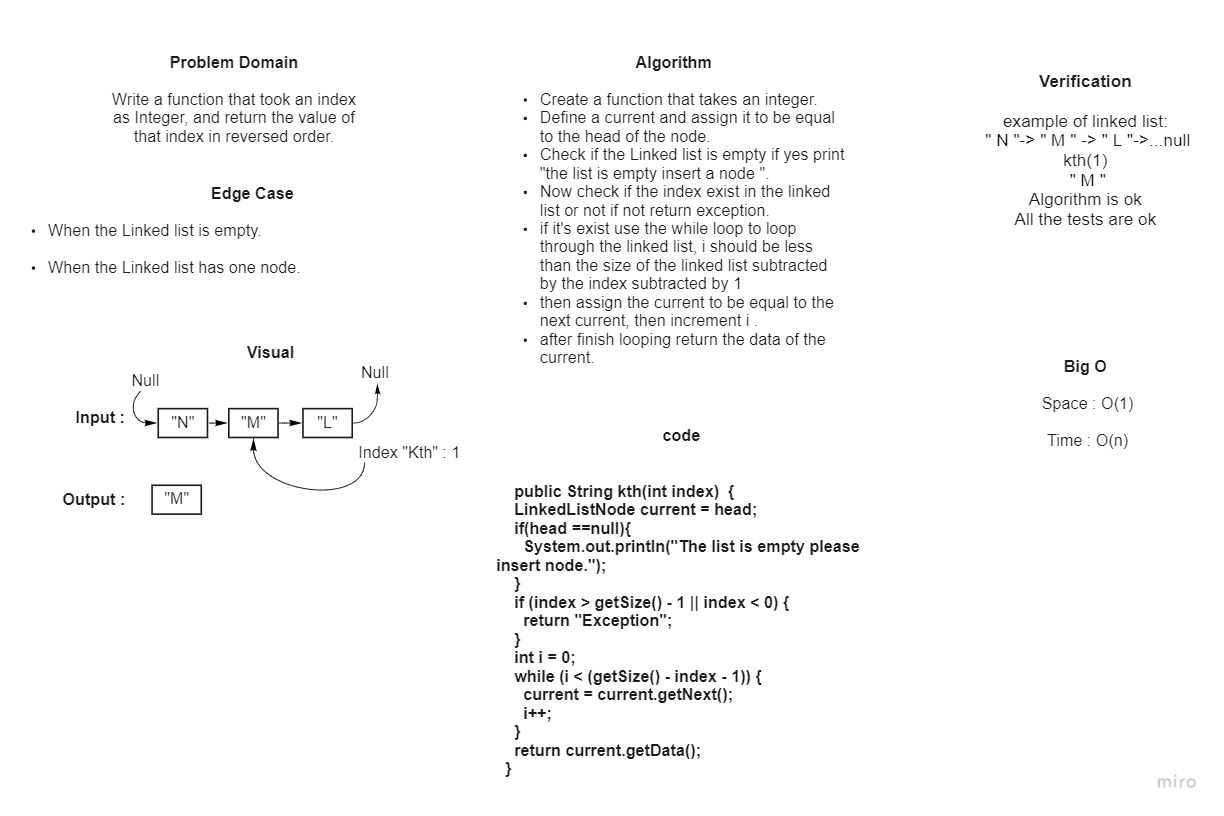 Problem Domain
Write a function that took an index
as Integer, and return the value of
that index in reversed order.
Edge Case
• When the Linked list is empty.
• When the Linked list has one node.
Visual
Null
Null
Input :
"N"
"M"
"L"
Index "Kth" : 1
Output :
"M"
Algorithm
• Create a function that takes an integer.
• Define a current and assign it to be equal
to the head of the node.
• Check if the Linked list is empty if yes print
"the list is empty insert a node ".
• Now check if the index exist in the linked
list or not if not return exception.
• if it's exist use the while loop to loop
through the linked list, i should be less
than the size of the linked list subtracted
by the index subtracted by 1
• then assign the current to be equal to the
next current, then increment i .
• after finish looping return the data of the
current.
code
public String kth(int index)  {
LinkedListNode current = head;
if(head ==null){
System.out.println("The list is empty please
insert node.");
}
if (index > getSize() - 1 || index < 0) {
return "Exception";
}
int i = 0;
while (i < (getSize() - index - 1)) {
current = current.getNext();
i++;
}
return current.getData();
}
Verification
example of linked list:
" N "-> " M " -> " L "->...null
kth(1)
" M "
Algorithm is ok
All the tests are ok
Big O
Space : O(1)
Time : O(n)
miro